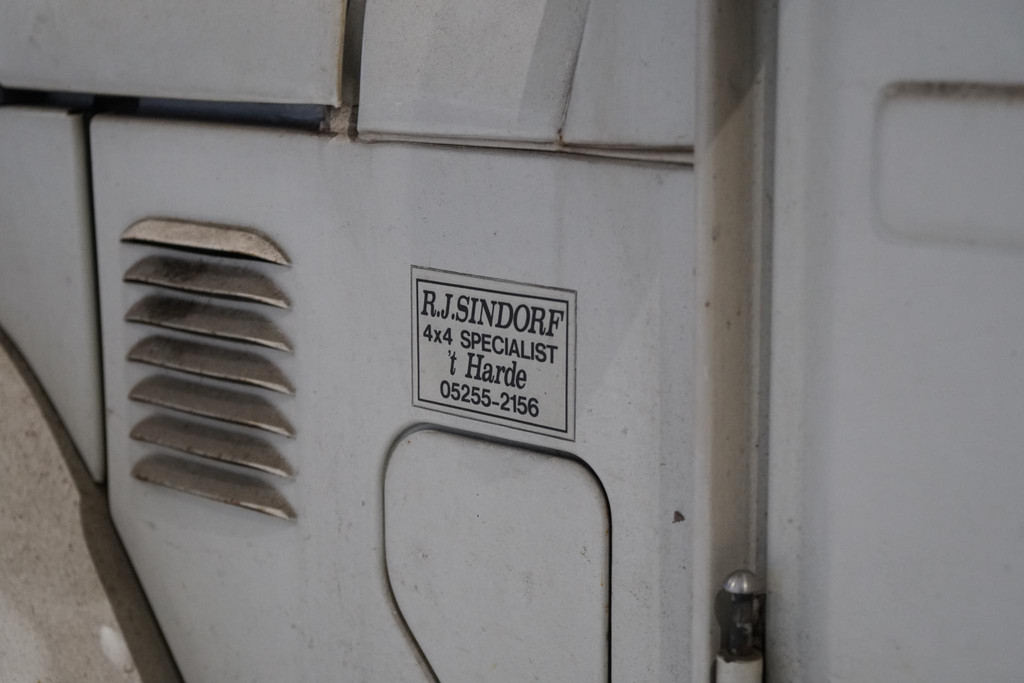 R.J.SINDORF
4x4 SPECIALIST
't Harde
05255-2156